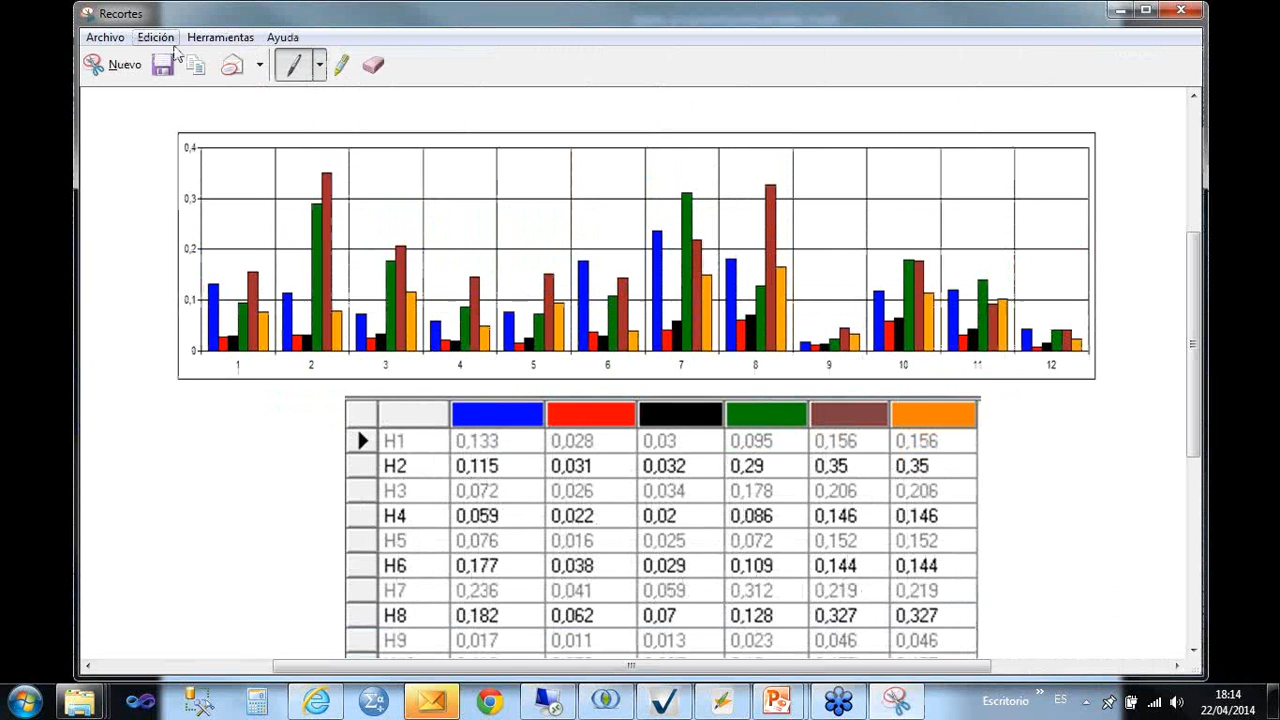 Recortes
Archivo Edición Herramientas Ayuda
Nuevo
0,4
0,3
0,2
0,1
0
1 2 3 4 5 6 7 8 9 10 11 12
H1 0,133 0,028 0,03 0,095 0,156 0,156
H2 0,115 0,031 0,032 0,29 0,35 0,35
H3 0,072 0,026 0,034 0,178 0,206 0,206
H4 0,059 0,022 0,02 0,086 0,146 0,146
H5 0,076 0,016 0,025 0,072 0,152 0,152
H6 0,177 0,038 0,029 0,109 0,144 0,144
H7 0,236 0,041 0,059 0,312 0,219 0,219
H8 0,182 0,062 0,07 0,128 0,327 0,327
H9 0,017 0,011 0,013 0,023 0,046 0,046
Escritorio » ES 18:14
22/04/2014